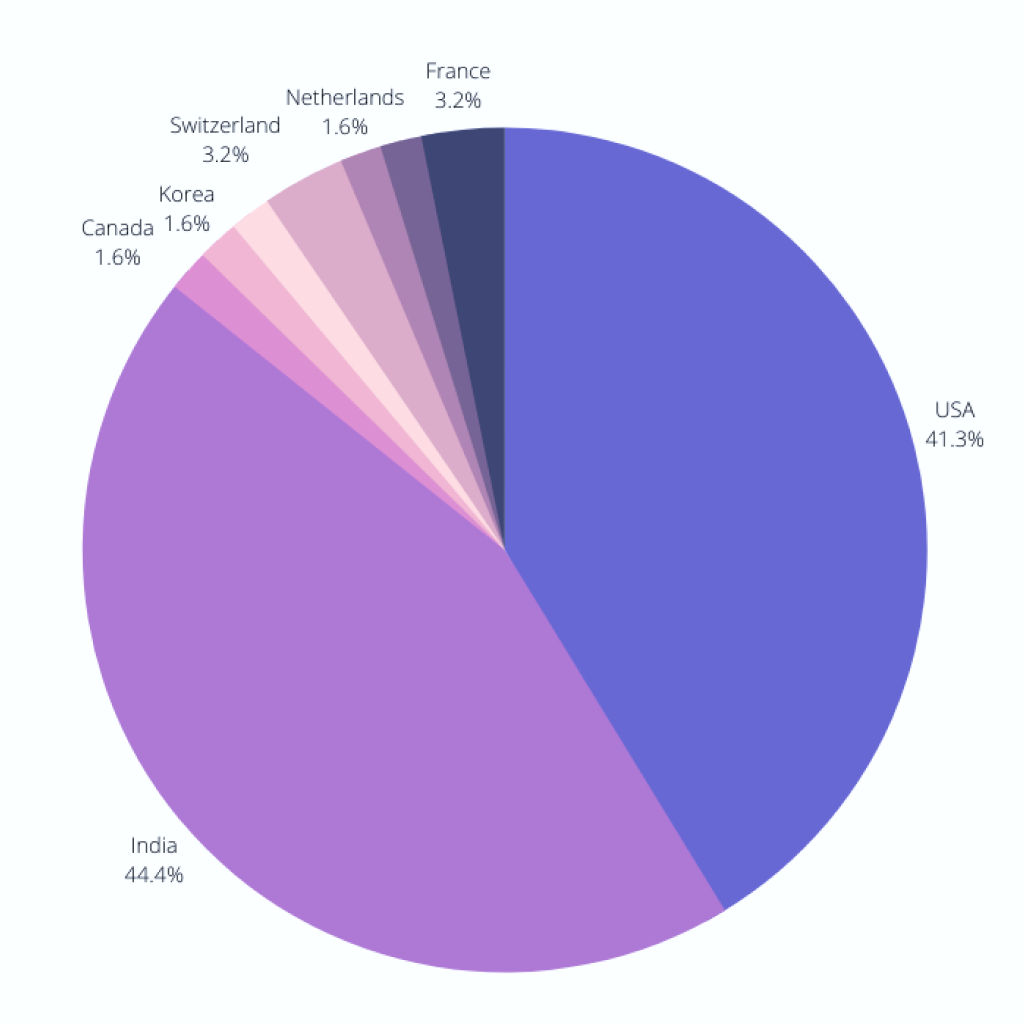 France
3.2%
Netherlands
1.6%
Switzerland
3.2%
Korea
1.6%
Canada
1.6%
USA
41.3%
India
44.4%